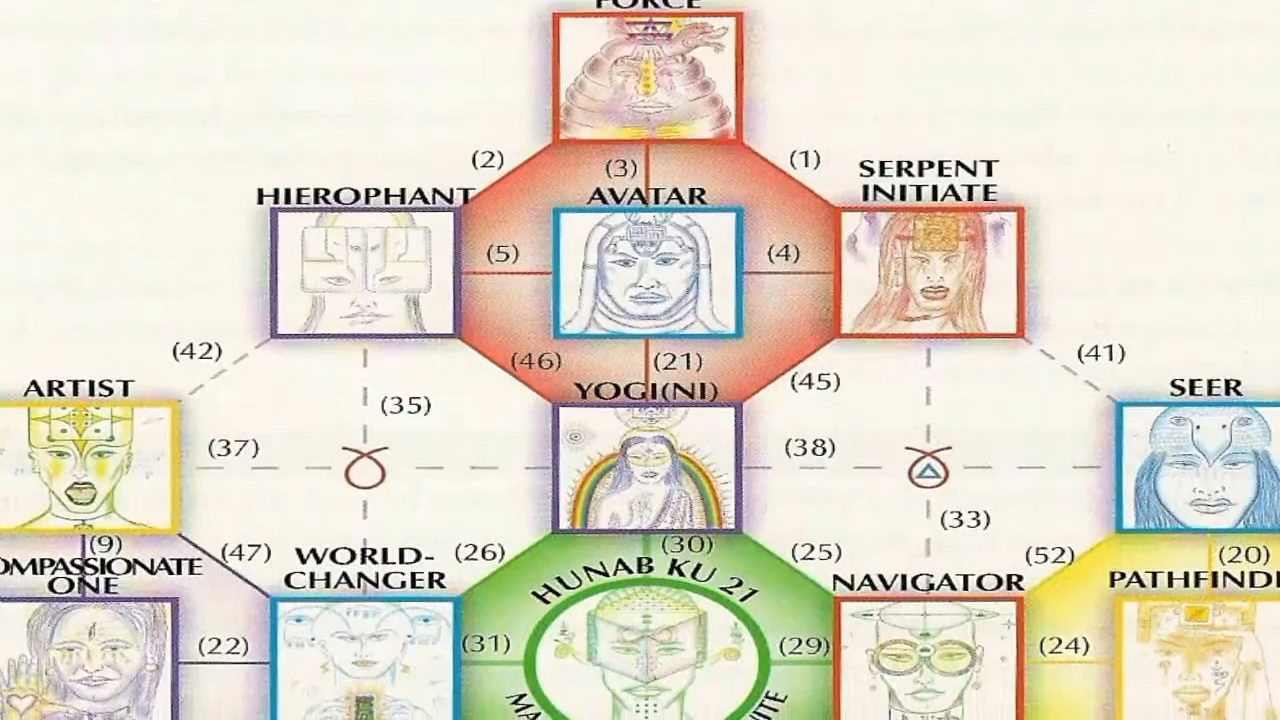 FORCE
(2)
(3)
(1)
HIEROPHANT
AVATAR
SERPENT
INITIATE
(5)
(4)
(42)
(46)
(21)
(45)
(41)
ARTIST
(35)
YOGI(NI)
SEER
(37)
(38)
(33)
(9)
(47)
WORLD-
CHANGER
(26)
(30)
(25)
(52)
(20)
OMPASSIONATE
ONE
HUNAB KU 21
NAVIGATOR
PATHFINDE
(22)
(31)
(29)
(24)